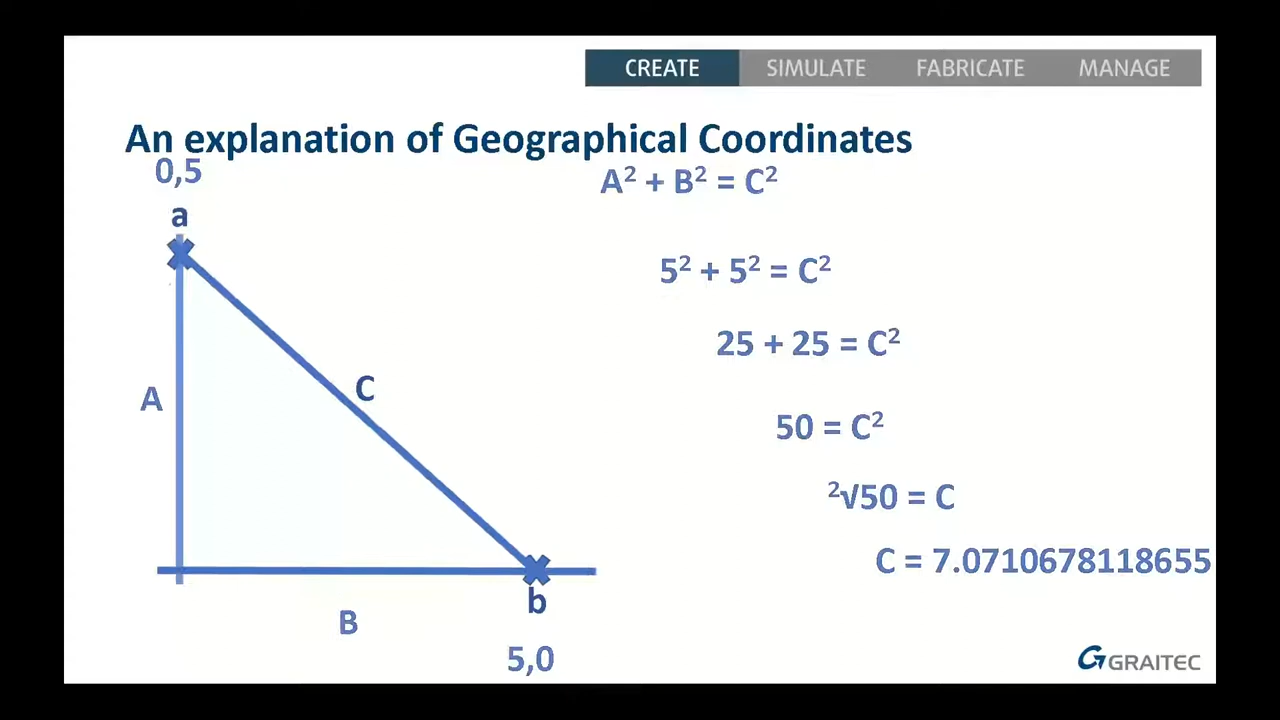 CREATE SIMULATE FABRICATE MANAGE
An explanation of Geographical Coordinates
0,5
a
A
C
B
b
5,0
A² + B² = C²
5² + 5² = C²
25 + 25 = C²
50 = C²
²√50 = C
C = 7.0710678118655
GRAITEC